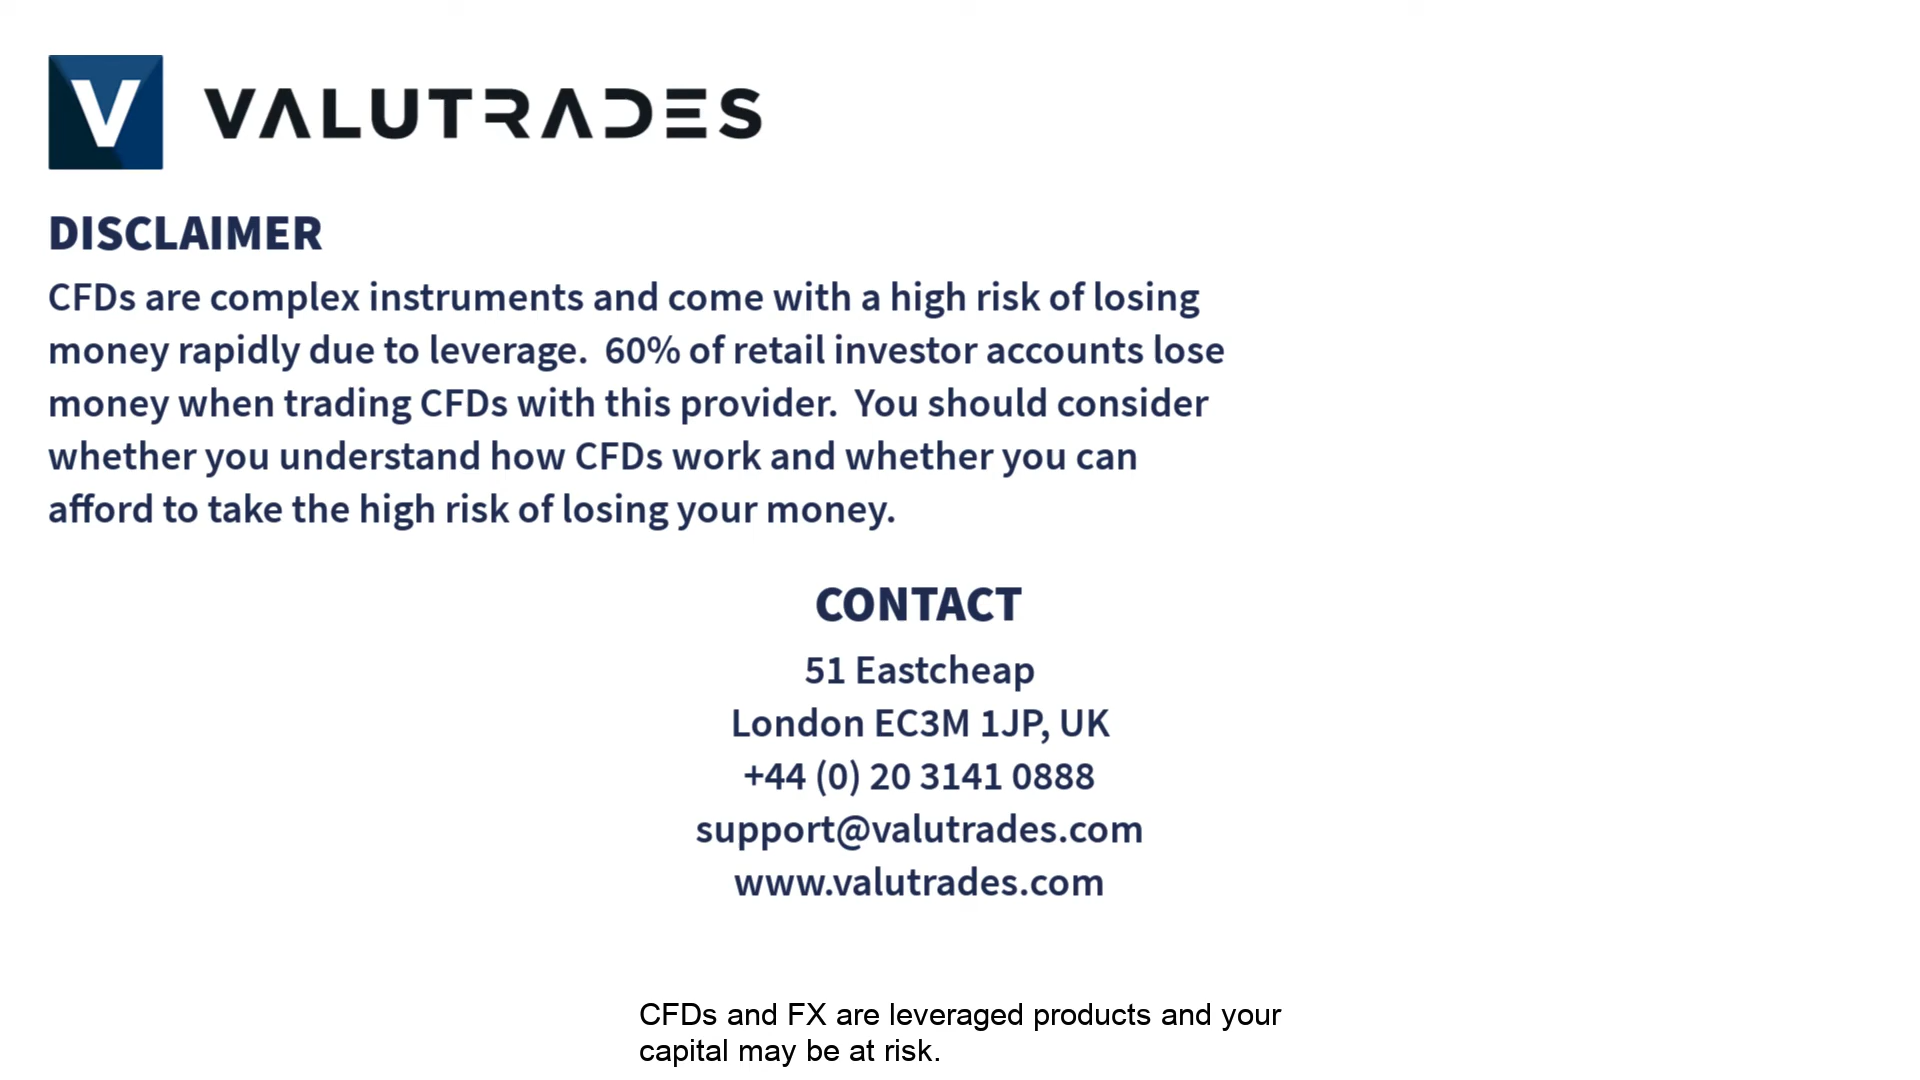 V VALUTRADES
DISCLAIMER
CFDs are complex instruments and come with a high risk of losing
money rapidly due to leverage.  60% of retail investor accounts lose
money when trading CFDs with this provider.  You should consider
whether you understand how CFDs work and whether you can
afford to take the high risk of losing your money.
CONTACT
51 Eastcheap
London EC3M 1JP, UK
+44 (0) 20 3141 0888
support@valutrades.com
www.valutrades.com
CFDs and FX are leveraged products and your
capital may be at risk.